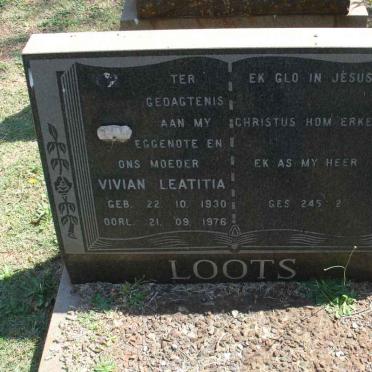 TER
GEDAGTENIS
AAN MY
EGGENOTE EN
ONS MOEDER
VIVIAN LEATITIA
GEB. 22. 10. 1930
OORL. 21. 09. 1976
EK GLO IN JESUS
CHRISTUS HOM ERKE
EK AS MY HEER
GES 245 2
LOOTS